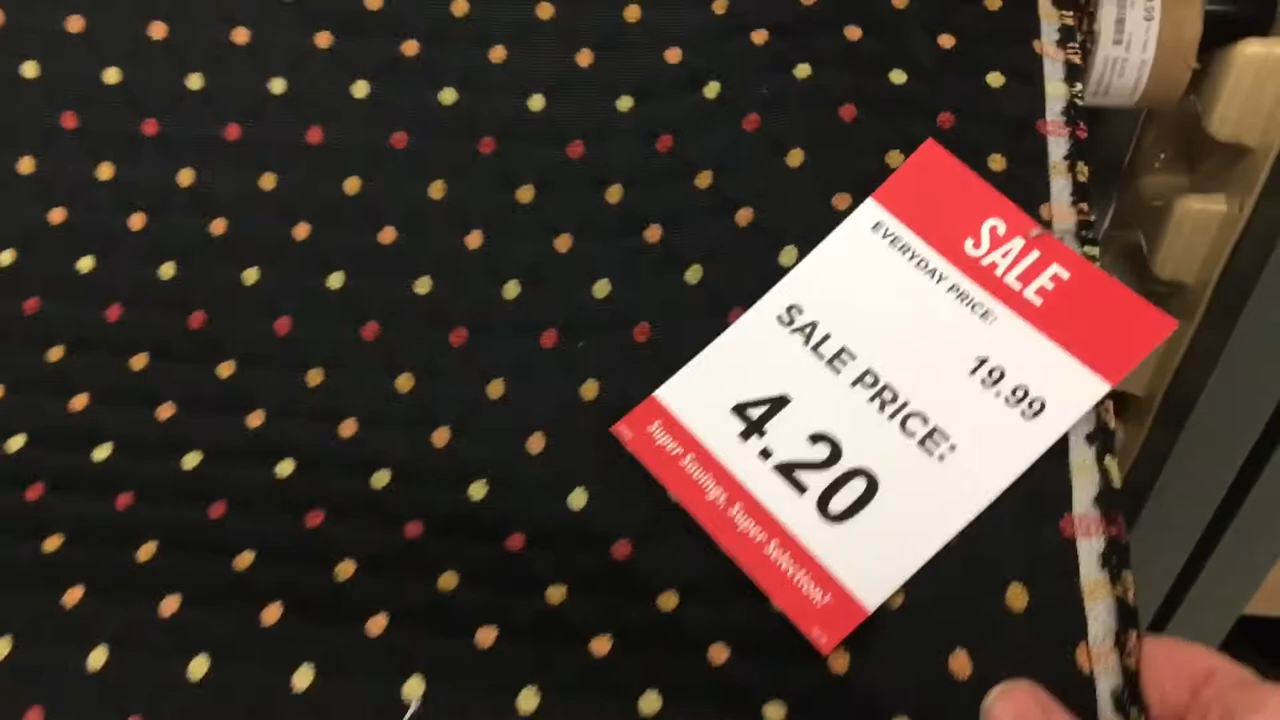 SALE
EVERYDAY PRICE:
19.99
SALE PRICE:
4.20
Super Savings, Super Selection!